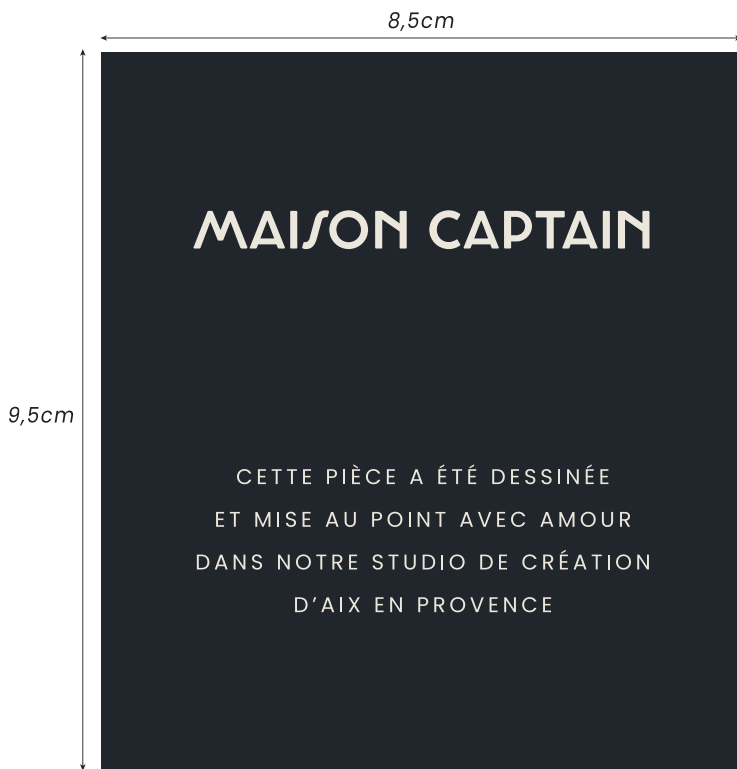 8,5cm
MAISON CAPTAIN
9,5cm
CETTE PIÈCE A ÉTÉ DESSINÉE
ET MISE AU POINT AVEC AMOUR
DANS NOTRE STUDIO DE CRÉATION
D’AIX EN PROVENCE